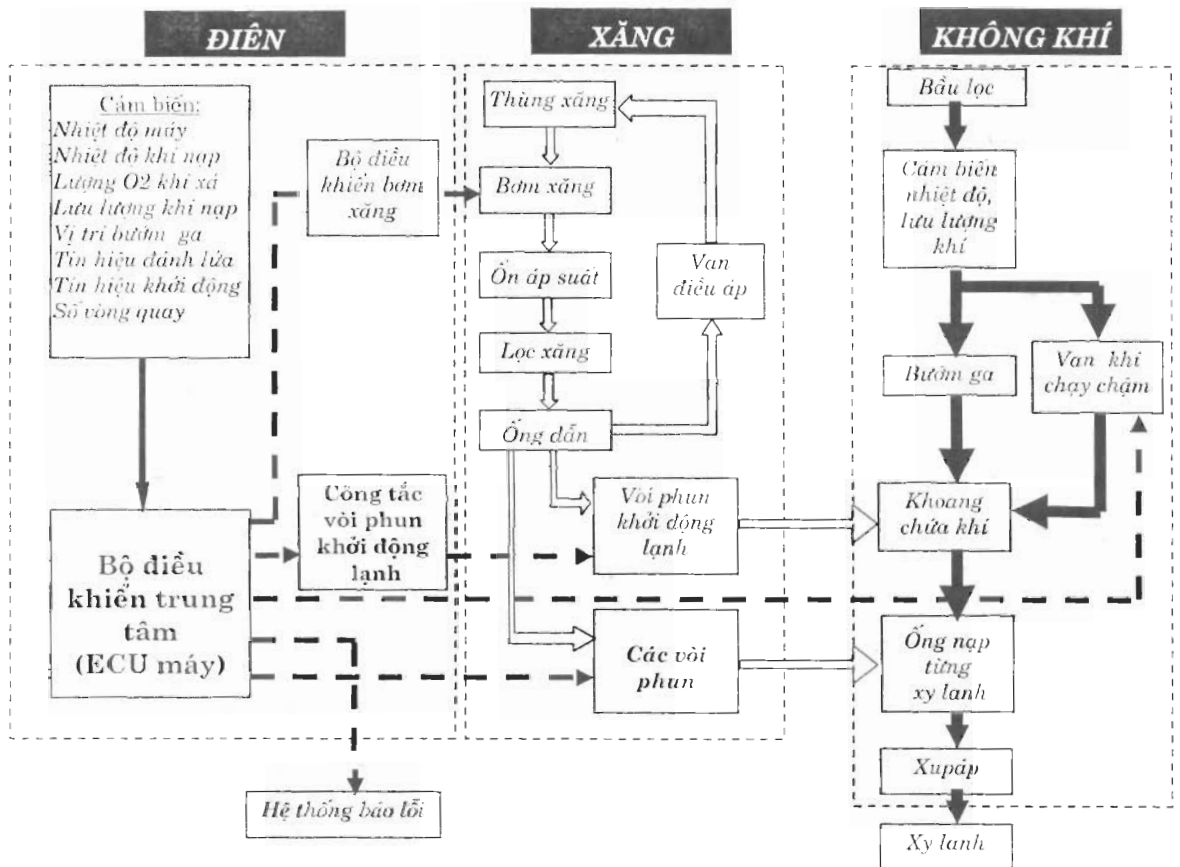 ĐIÊN
XĂNG
KHÔNG KHÍ
Cảm biến:
Nhiệt độ máy
Nhiệt độ khí nạp
Lượng O2 khí xả
Lưu lượng khí nạp
Vị trí bướm ga
Tín hiệu đánh lửa
Tín hiệu khởi động
Số vòng quay
Bộ điều
khiển bơm
xăng
Công tắc
vòi phun
khởi động
lạnh
Bộ điều
khiển trung
tâm
(ECU máy)
Hệ thống báo lỗi
Thùng xăng
Bơm xăng
Ổn áp suất
Lọc xăng
Ống dẫn
Van
điều áp
Vòi phun
khởi động
lạnh
Các vòi
phun
Bầu lọc
Cảm biến
nhiệt độ,
lưu lượng
khí
Bướm ga
Van khí
chạy chậm
Khoang
chứa khí
Ống nạp
từng
xy lanh
Xupáp
Xy lanh